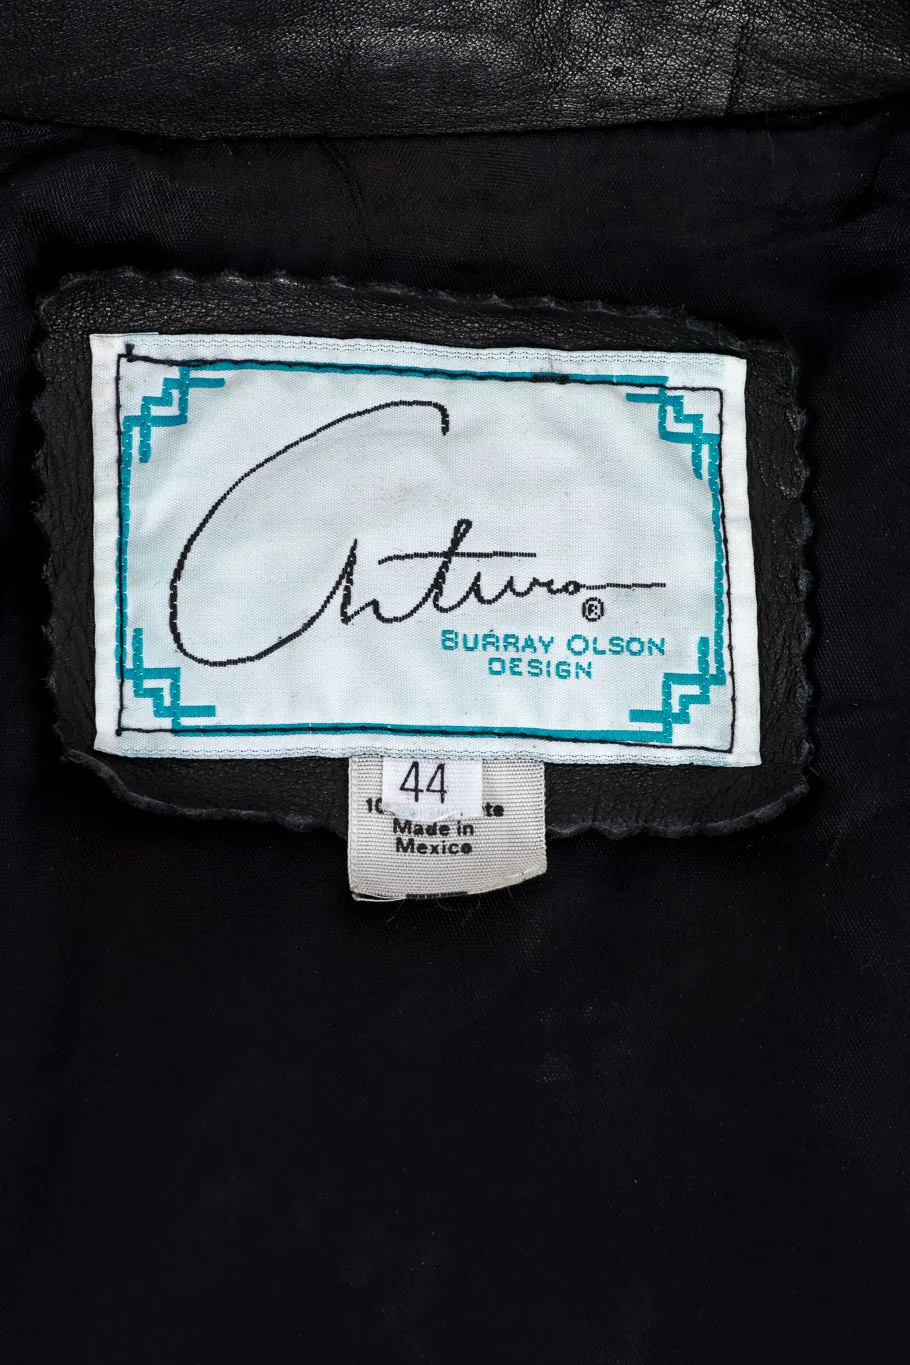 Arturo®
BURRAY OLSON
DESIGN
44
Made in
Mexico